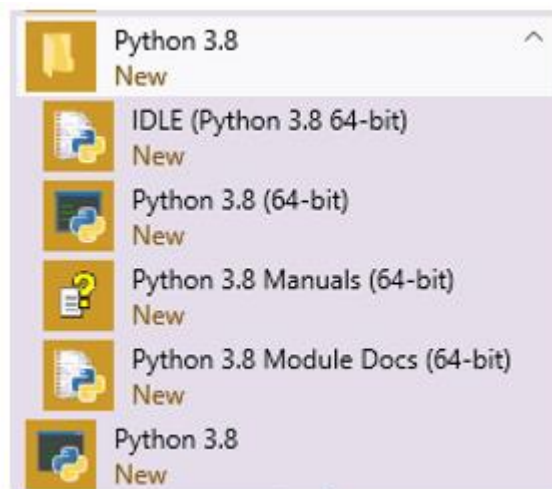 Python 3.8
New
IDLE (Python 3.8 64-bit)
New
Python 3.8 (64-bit)
New
Python 3.8 Manuals (64-bit)
New
Python 3.8 Module Docs (64-bit)
New
Python 3.8
New